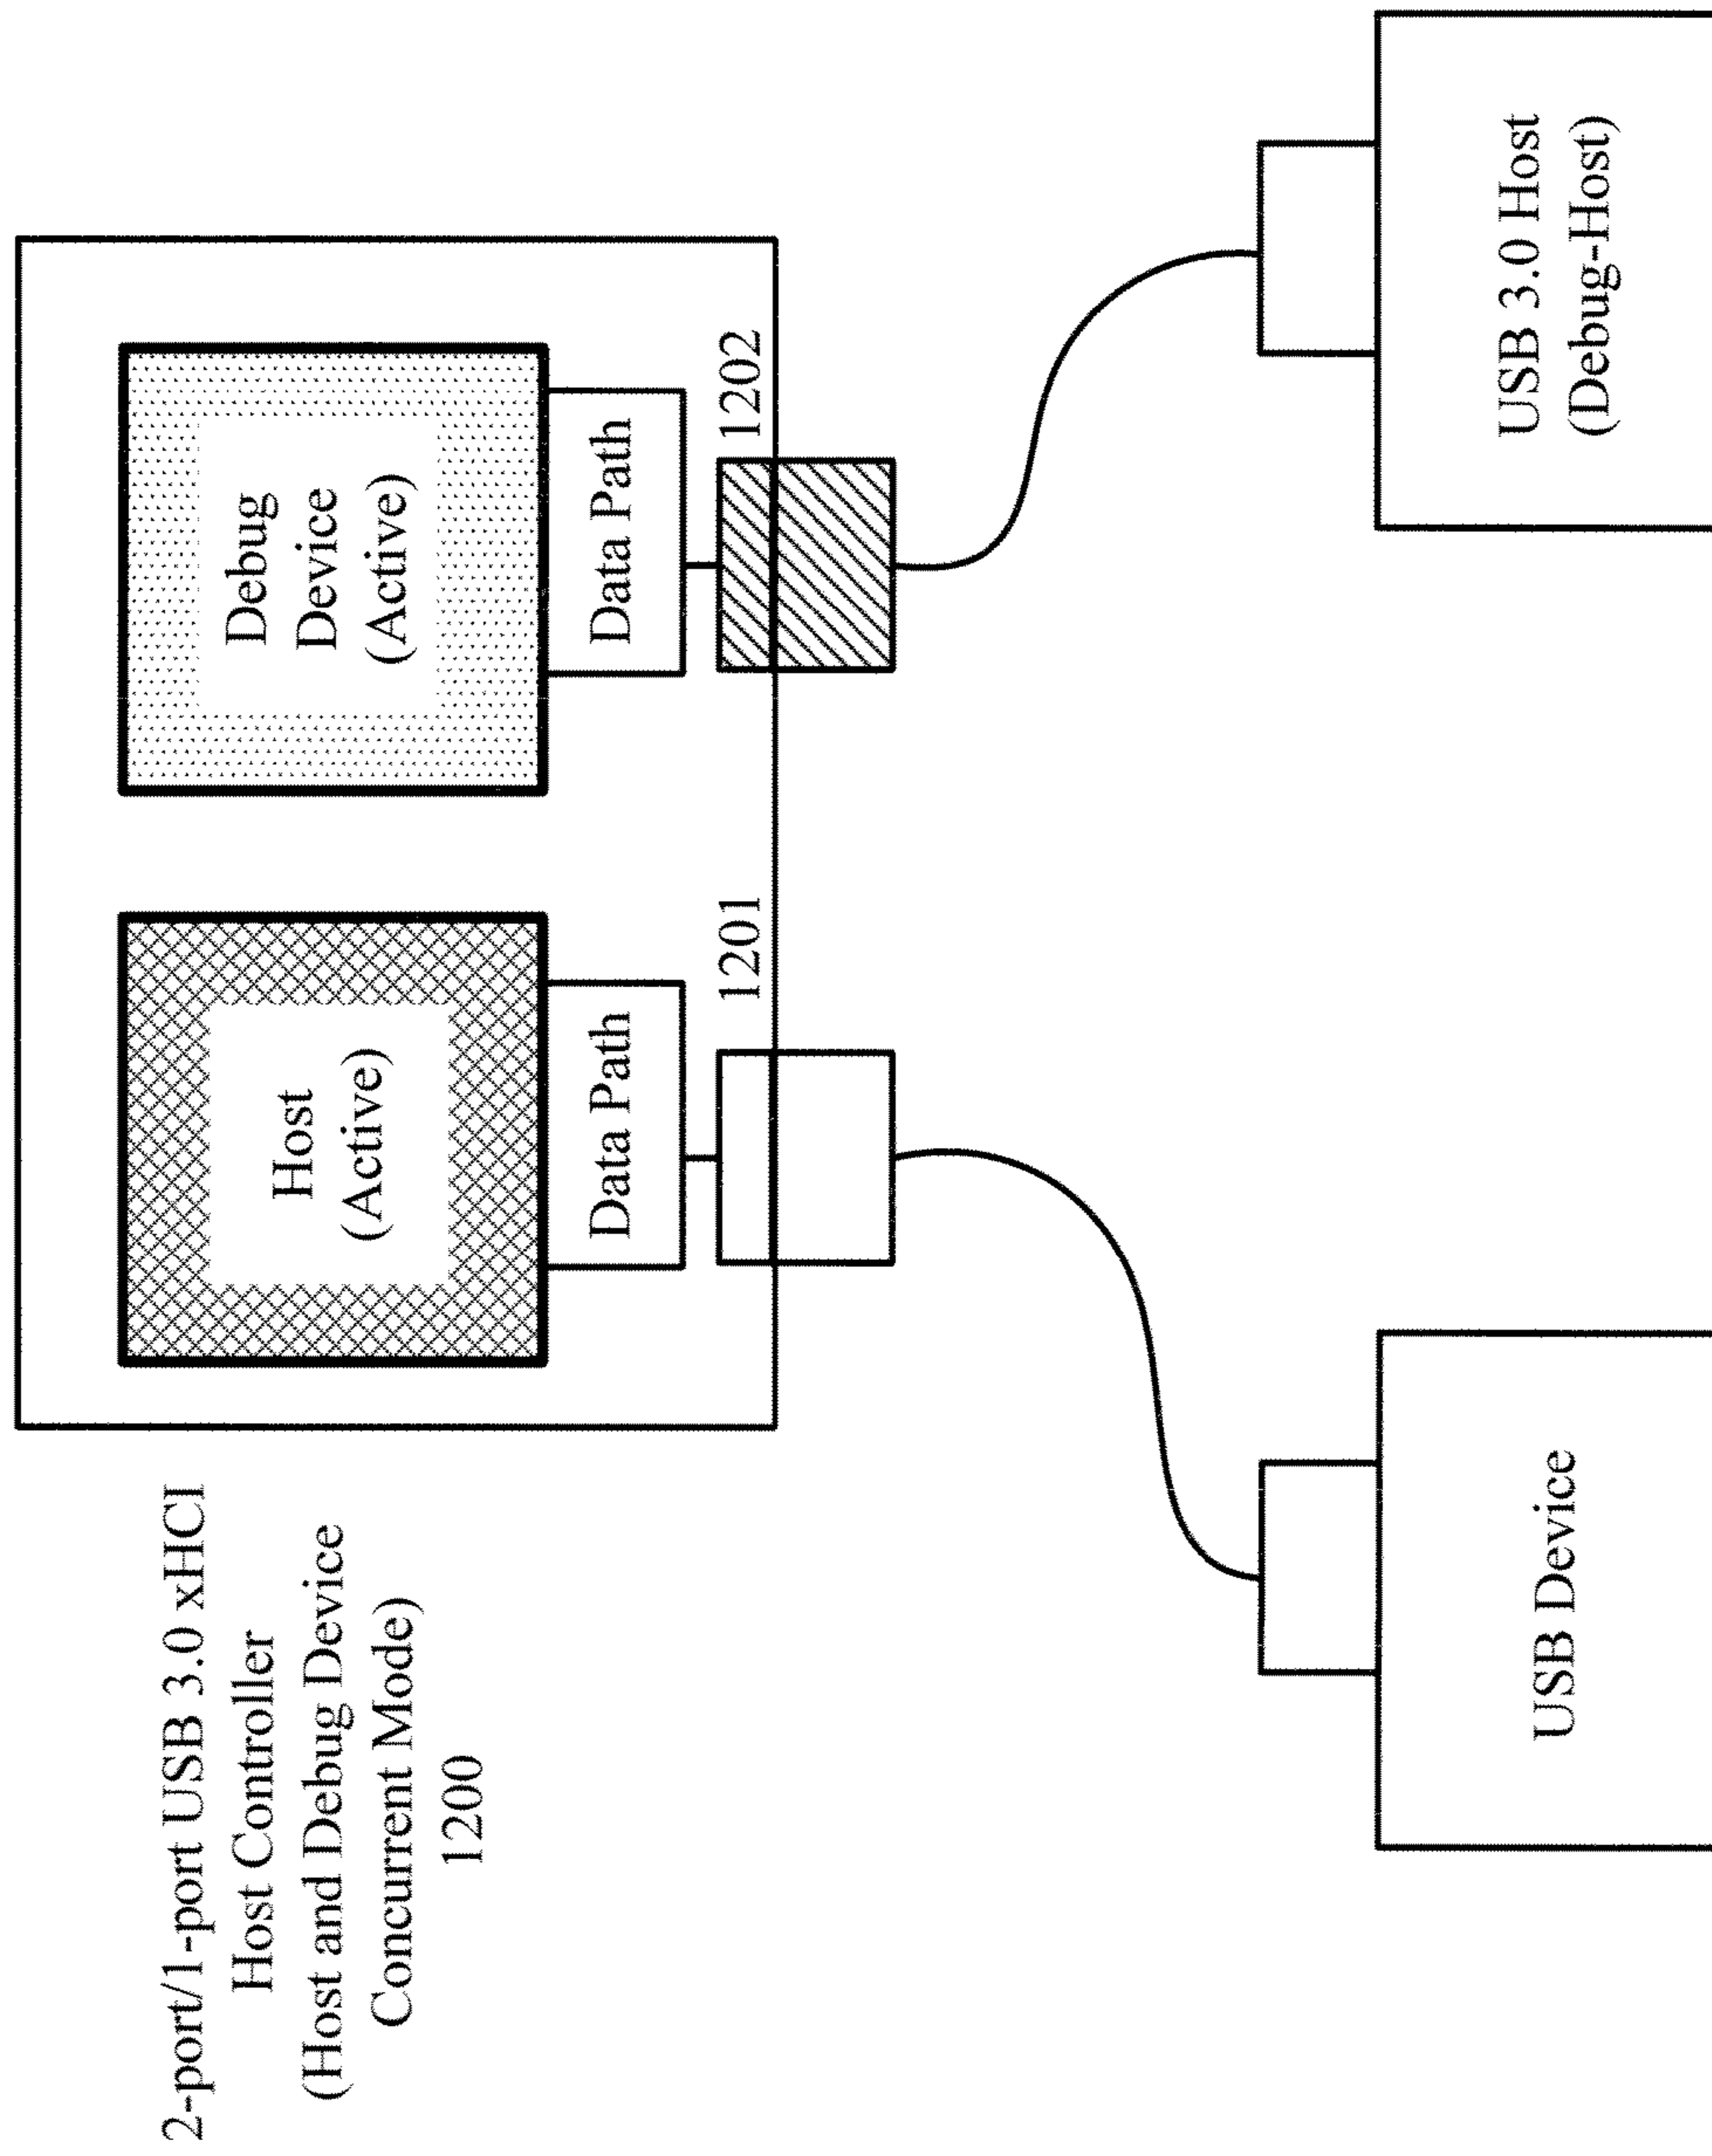 2-port/1-port USB 3.0 xHCI
Host Controller
(Host and Debug Device
Concurrent Mode)
1200
Host
(Active)
Data Path
1201
Debug
Device
(Active)
Data Path
1202
USB Device
USB 3.0 Host
(Debug-Host)